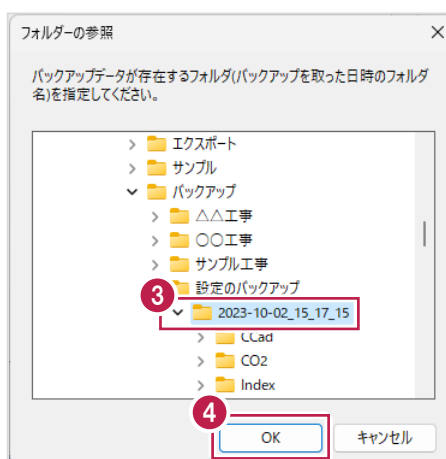 フォルダーの参照
バックアップデータが存在するフォルダ(バックアップを取った日時のフォルダ
名)を指定してください。
エクスポート
サンプル
バックアップ
△△工事
〇〇工事
サンプル工事
設定のバックアップ
3
2023-10-02_15_17_15
CCad
CO2
Index
4
OK
キャンセル